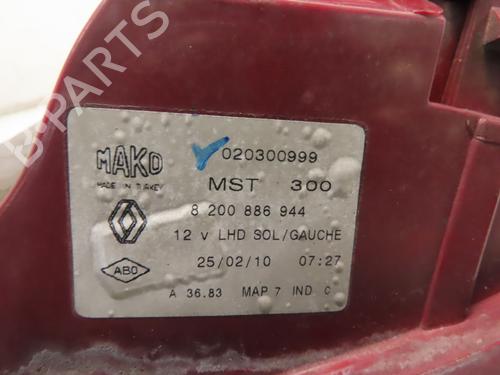 MAKO
020300999
MADE IN TURKEY
MST 300
8 200 886 944
12 v LHD SOL/GAUCHE
ABO
25/02/10 07:27
A 36.83 MAP 7 IND C
B-PARTS